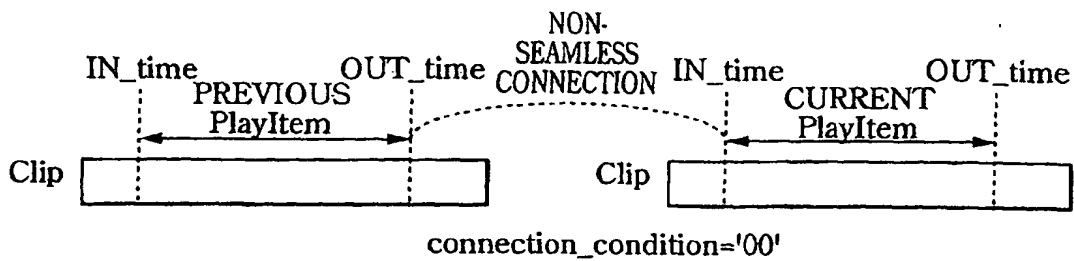 NON-
SEAMLESS
CONNECTION
IN_time
OUT_time
IN_time
OUT_time
PREVIOUS
PlayItem
CURRENT
PlayItem
Clip
Clip
connection_condition='00'